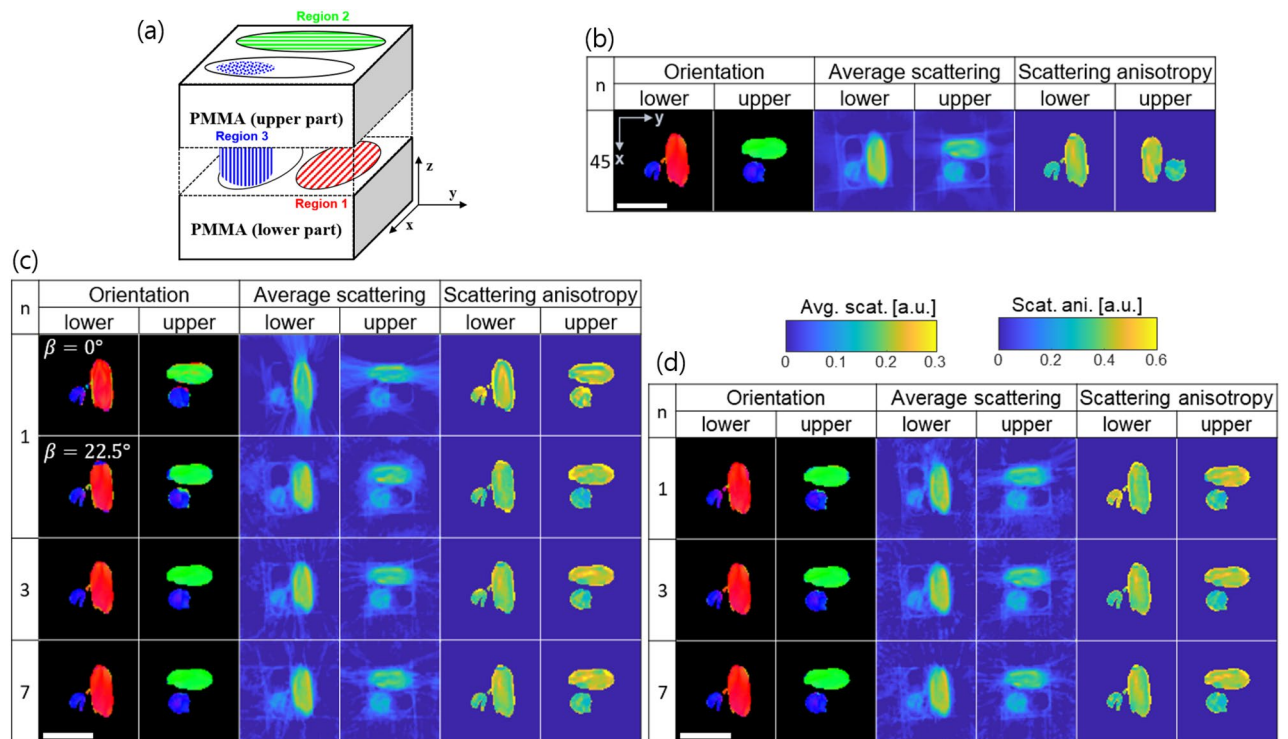 (a)
Region 2
PMMA (upper part)
Region 3
Region 1
PMMA (lower part)
z
y
x
(b)
n
Orientation
Average scattering
Scattering anisotropy
lower
upper
lower
upper
lower
upper
45
y
x
(c)
n
Orientation
Average scattering
Scattering anisotropy
lower
upper
lower
upper
lower
upper
1
β = 0°
β = 22.5°
3
7
Avg. scat. [a.u.]
0
0.1
0.2
0.3
Scat. ani. [a.u.]
0
0.2
0.4
0.6
(d)
n
Orientation
Average scattering
Scattering anisotropy
lower
upper
lower
upper
lower
upper
1
3
7